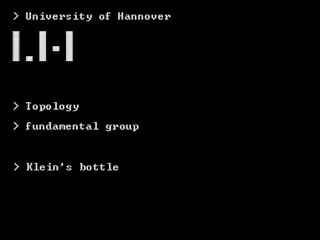 > University of Hannover
> Topology
> fundamental group
> Klein's bottle